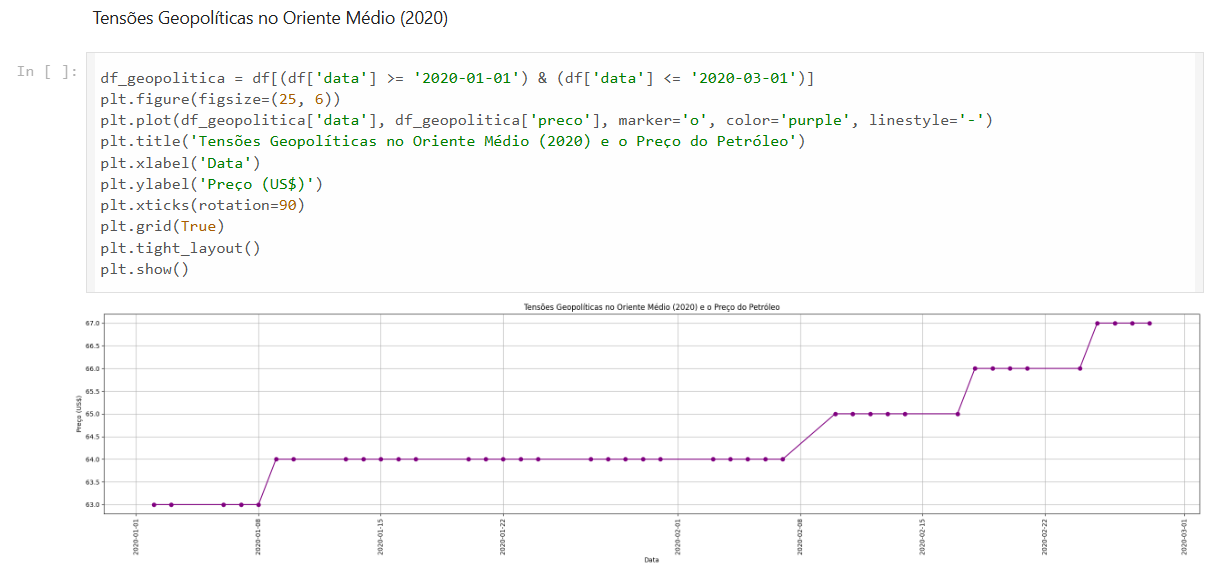 Tensões Geopolíticas no Oriente Médio (2020)
In [ ]:
df_geopolitica = df[(df['data'] >= '2020-01-01') & (df['data'] <= '2020-03-01')]
plt.figure(figsize=(25, 6))
plt.plot(df_geopolitica['data'], df_geopolitica['preco'], marker='o', color='purple', linestyle='-')
plt.title('Tensões Geopolíticas no Oriente Médio (2020) e o Preço do Petróleo')
plt.xlabel('Data')
plt.ylabel('Preço (US$)')
plt.xticks(rotation=90)
plt.grid(True)
plt.tight_layout()
plt.show()
Tensões Geopolíticas no Oriente Médio (2020) e o Preço do Petróleo
Preço (US$)
67.0
66.5
66.0
65.5
65.0
64.5
64.0
63.5
63.0
2020-01-01
2020-01-08
2020-01-15
2020-01-22
2020-02-01
2020-02-08
2020-02-15
2020-02-22
2020-03-01
Data